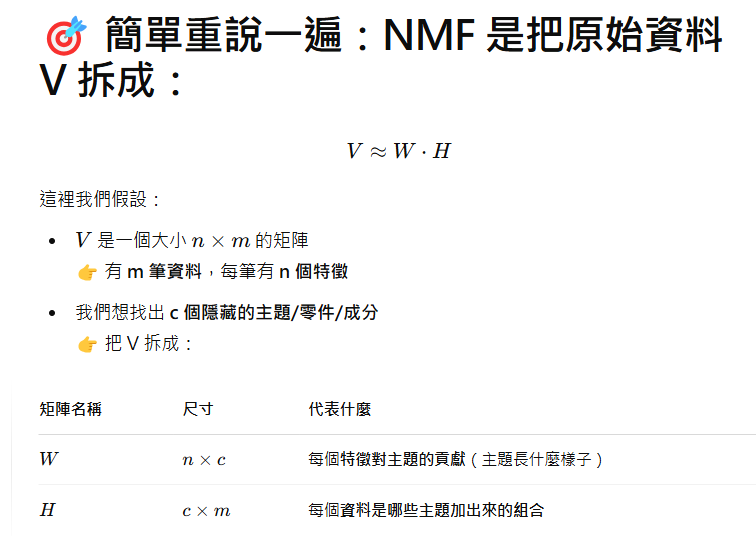 🎯 簡單重說一遍：NMF 是把原始資料
V 拆成：
V ≈ W · H
這裡我們假設：
• V 是一個大小 n × m 的矩陣
👉 有 m 筆資料，每筆有 n 個特徵
• 我們想找出 c 個隱藏的主題/零件/成分
👉 把 V 拆成：
矩陣名稱 尺寸 代表什麼
W n × c 每個特徵對主題的貢獻（主題長什麼樣子）
H c × m 每個資料是哪些主題加出來的組合